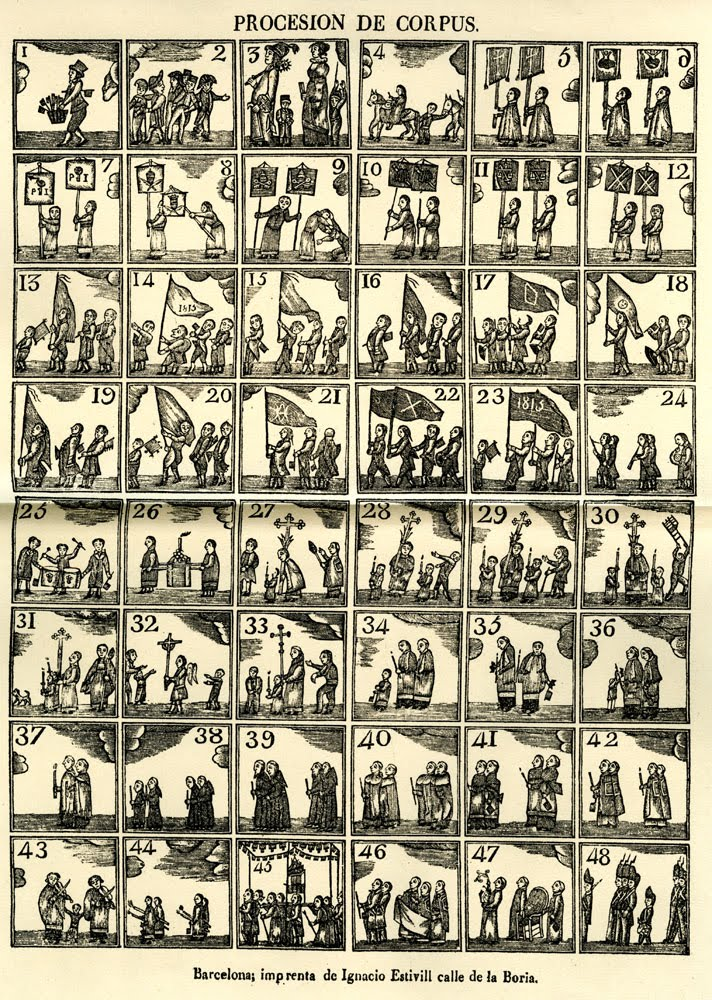 PROCESION DE CORPUS.
1 2 3 4 5 6
7 8 9 10 11 12
13 14 15 16 17 18
1815
19 20 21 22 23 24
1815
25 26 27 28 29 30
31 32 33 34 35 36
37 38 39 40 41 42
43 44 45 46 47 48
Barcelona; imprenta de Ignacio Estivill calle de la Boria.